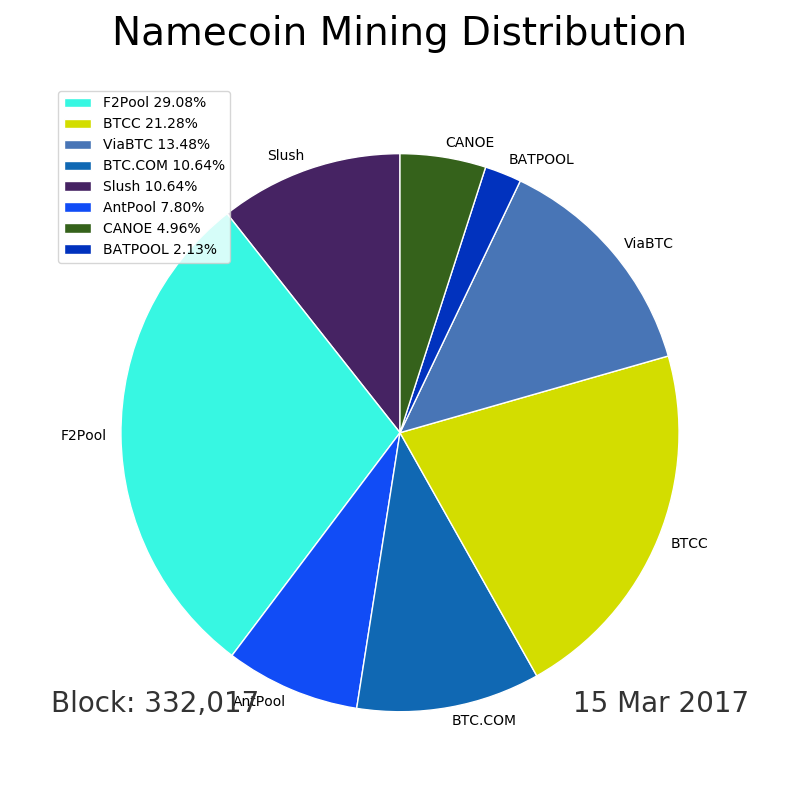 Namecoin Mining Distribution
F2Pool 29.08%
BTCC 21.28%
ViaBTC 13.48%
BTC.COM 10.64%
Slush 10.64%
AntPool 7.80%
CANOE 4.96%
BATPOOL 2.13%
CANOE
Slush
BATPOOL
ViaBTC
F2Pool
BTCC
AntPool
BTC.COM
Block: 332,017
15 Mar 2017